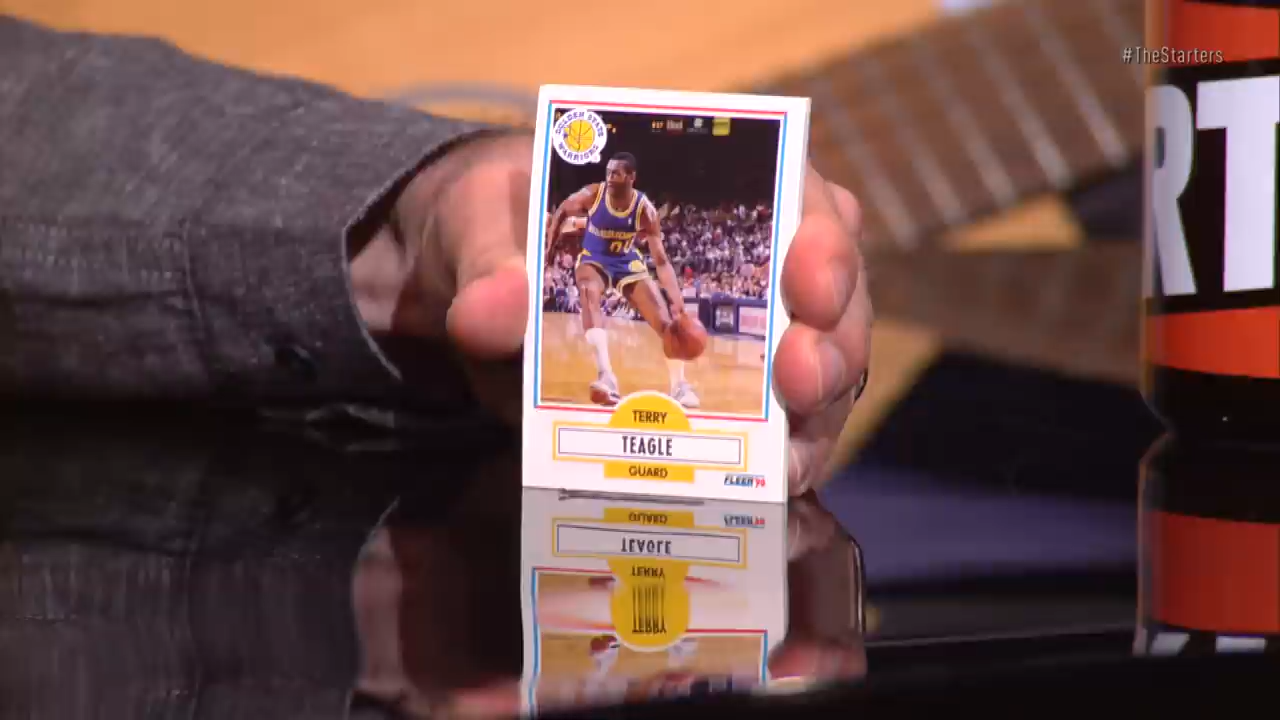 #TheStarters
RT
GOLDEN STATE
WARRIORS
TERRY
TEAGLE
GUARD
FLEER '90